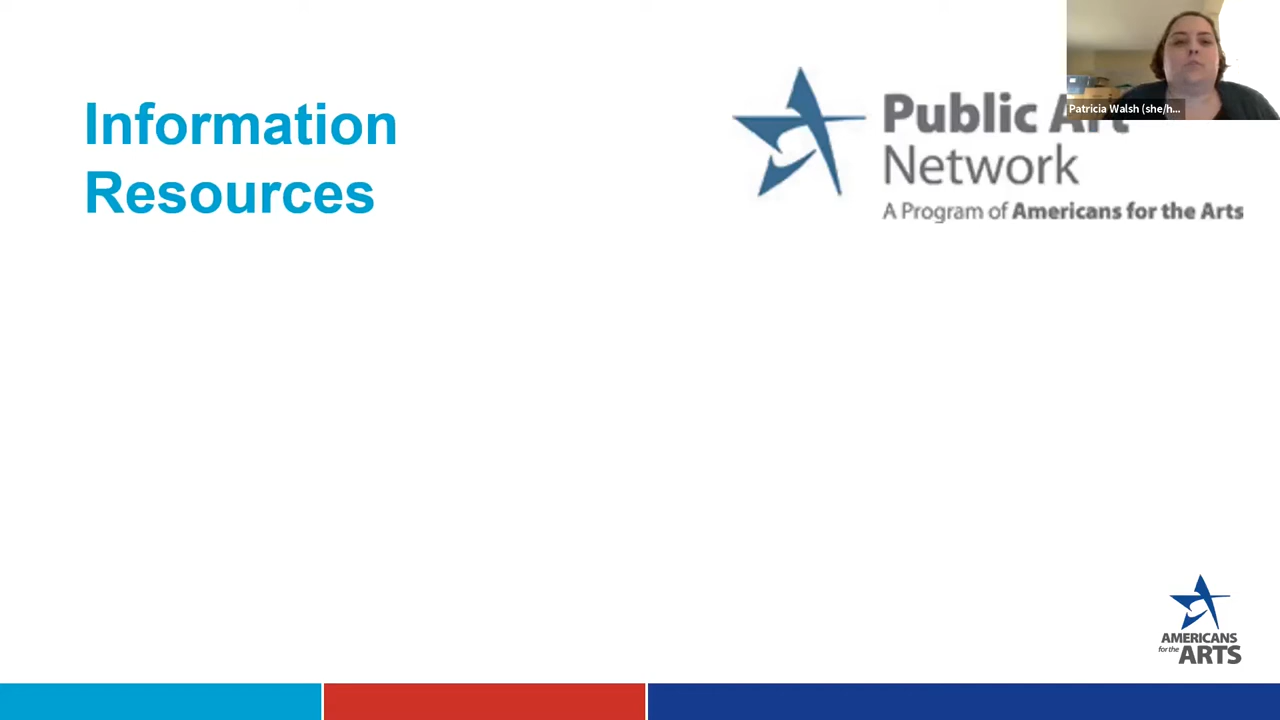 Information
Resources
Public Art
Network
A Program of Americans for the Arts
Patricia Walsh (she/h...
AMERICANS
for the ARTS